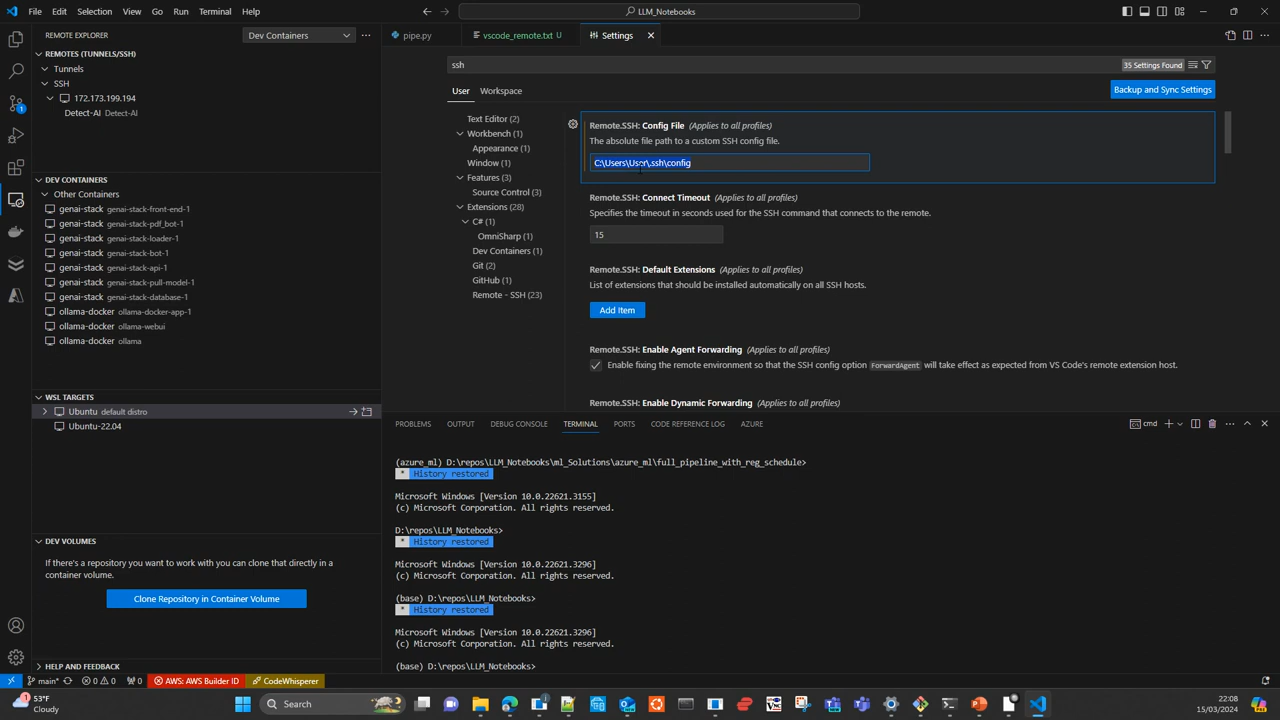 File Edit Selection View Go Run Terminal Help
LLM_Notebooks
REMOTE EXPLORER
Dev Containers
REMOTES (TUNNELS/SSH)
Tunnels
SSH
172.173.199.194
Detect-AI Detect-AI
DEV CONTAINERS
Other Containers
genai-stack genai-stack-front-end-1
genai-stack genai-stack-pdf_bot-1
genai-stack genai-stack-loader-1
genai-stack genai-stack-bot-1
genai-stack genai-stack-api-1
genai-stack genai-stack-pull-model-1
genai-stack genai-stack-database-1
ollama-docker ollama-docker-app-1
ollama-docker ollama-webui
ollama-docker ollama
WSL TARGETS
Ubuntu default distro
Ubuntu-22.04
DEV VOLUMES
If there's a repository you want to work with you can clone that directly in a
container volume.
Clone Repository in Container Volume
HELP AND FEEDBACK
pipe.py
vscode_remote.txt U
Settings
ssh
35 Settings Found
User Workspace
Backup and Sync Settings
Text Editor (2)
Workbench (1)
Appearance (1)
Window (1)
Features (3)
Source Control (3)
Extensions (28)
C# (1)
OmniSharp (1)
Dev Containers (1)
Git (2)
GitHub (1)
Remote - SSH (23)
Remote.SSH: Config File (Applies to all profiles)
The absolute file path to a custom SSH config file.
C:\Users\User\.ssh\config
Remote.SSH: Connect Timeout (Applies to all profiles)
Specifies the timeout in seconds used for the SSH command that connects to the remote.
15
Remote.SSH: Default Extensions (Applies to all profiles)
List of extensions that should be installed automatically on all SSH hosts.
Add Item
Remote.SSH: Enable Agent Forwarding (Applies to all profiles)
Enable fixing the remote environment so that the SSH config option ForwardAgent will take effect as expected from VS Code's remote extension host.
Remote.SSH: Enable Dynamic Forwarding (Applies to all profiles)
PROBLEMS OUTPUT DEBUG CONSOLE TERMINAL PORTS CODE REFERENCE LOG AZURE
cmd
(azure_ml) D:\repos\LLM_Notebooks\ml_Solutions\azure_ml\full_pipeline_with_reg_schedule>
* History restored
Microsoft Windows [Version 10.0.22621.3155]
(c) Microsoft Corporation. All rights reserved.
D:\repos\LLM_Notebooks>
* History restored
Microsoft Windows [Version 10.0.22621.3296]
(c) Microsoft Corporation. All rights reserved.
(base) D:\repos\LLM_Notebooks>
* History restored
Microsoft Windows [Version 10.0.22621.3296]
(c) Microsoft Corporation. All rights reserved.
(base) D:\repos\LLM_Notebooks>
main* 0 0 0 AWS: AWS Builder ID CodeWhisperer
53°F
Cloudy
Search
22:08
15/03/2024